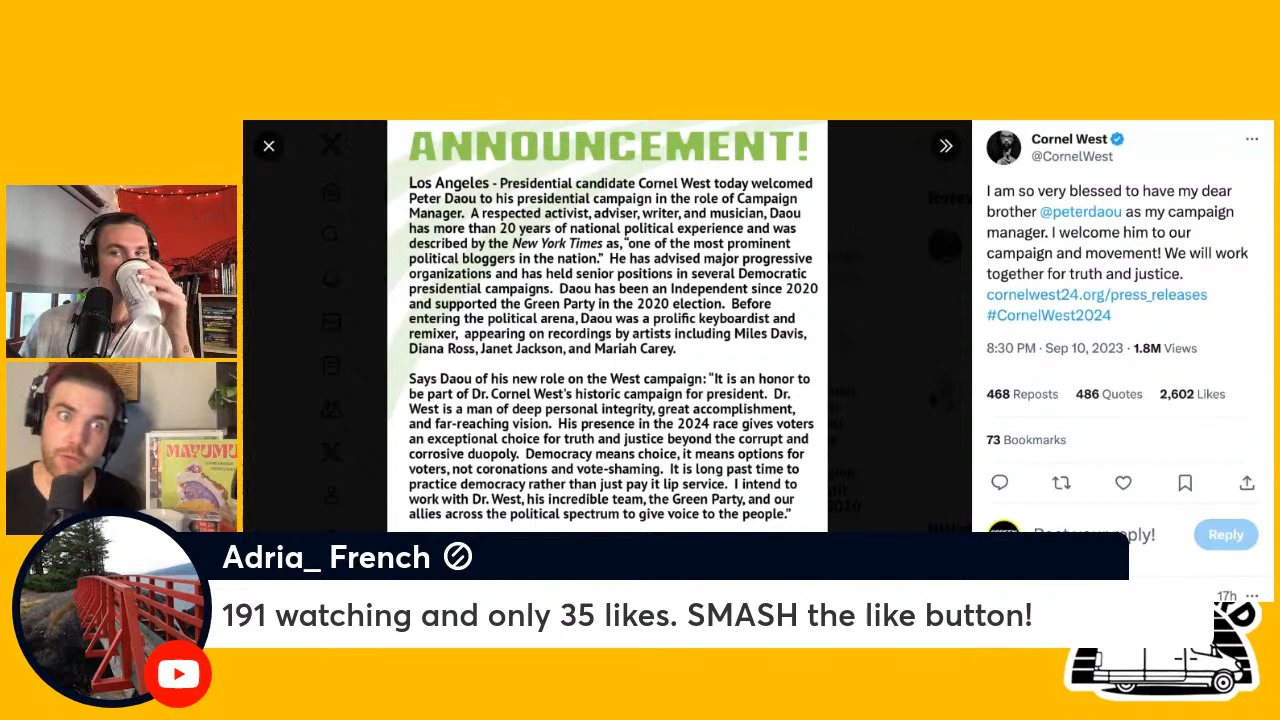 ANNOUNCEMENT!
Los Angeles - Presidential candidate Cornel West today welcomed
Peter Daou to his presidential campaign in the role of Campaign
Manager. A respected activist, adviser, writer, and musician, Daou
has more than 20 years of national political experience and was
described by the New York Times as, "one of the most prominent
political bloggers in the nation." He has advised major progressive
organizations and has held senior positions in several Democratic
presidential campaigns. Daou has been an Independent since 2020
and supported the Green Party in the 2020 election. Before
entering the political arena, Daou was a prolific keyboardist and
remixer, appearing on recordings by artists including Miles Davis,
Diana Ross, Janet Jackson, and Mariah Carey.
Says Daou of his new role on the West campaign: "It is an honor to
be part of Dr. Cornel West's historic campaign for president. Dr.
West is a man of deep personal integrity, great accomplishment,
and far-reaching vision. His presence in the 2024 race gives voters
an exceptional choice for truth and justice beyond the corrupt and
corrosive duopoly. Democracy means choice, it means options for
voters, not coronations and vote-shaming. It is long past time to
practice democracy rather than just pay it lip service. I intend to
work with Dr. West, his incredible team, the Green Party, and our
allies across the political spectrum to give voice to the people."
Cornel West
@CornelWest
I am so very blessed to have my dear
brother @peterdaou as my campaign
manager. I welcome him to our
campaign and movement! We will work
together for truth and justice.
cornelwest24.org/press_releases
#CornelWest2024
8:30 PM · Sep 10, 2023 · 1.8M Views
468 Reposts 486 Quotes 2,602 Likes
73 Bookmarks
Post your reply!
Reply
17h
MAYUMU
Adria_ French
191 watching and only 35 likes. SMASH the like button!